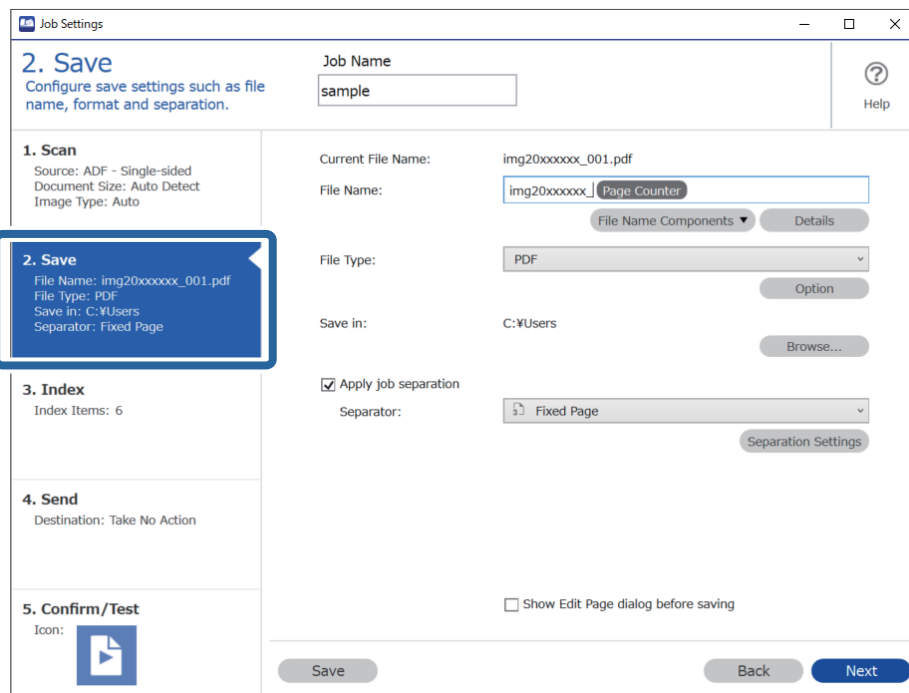 Job Settings
2. Save
Configure save settings such as file
name, format and separation.
Job Name
sample
Help
1. Scan
Source: ADF - Single-sided
Document Size: Auto Detect
Image Type: Auto
2. Save
File Name: img20xxxxxx_001.pdf
File Type: PDF
Save in: C:¥Users
Separator: Fixed Page
3. Index
Index Items: 6
4. Send
Destination: Take No Action
5. Confirm/Test
Icon:
Current File Name: img20xxxxxx_001.pdf
File Name: img20xxxxxx_ Page Counter
File Name Components ▼ Details
File Type: PDF
Option
Save in: C:¥Users
Browse...
Apply job separation
Separator: Fixed Page
Separation Settings
Show Edit Page dialog before saving
Save Back Next